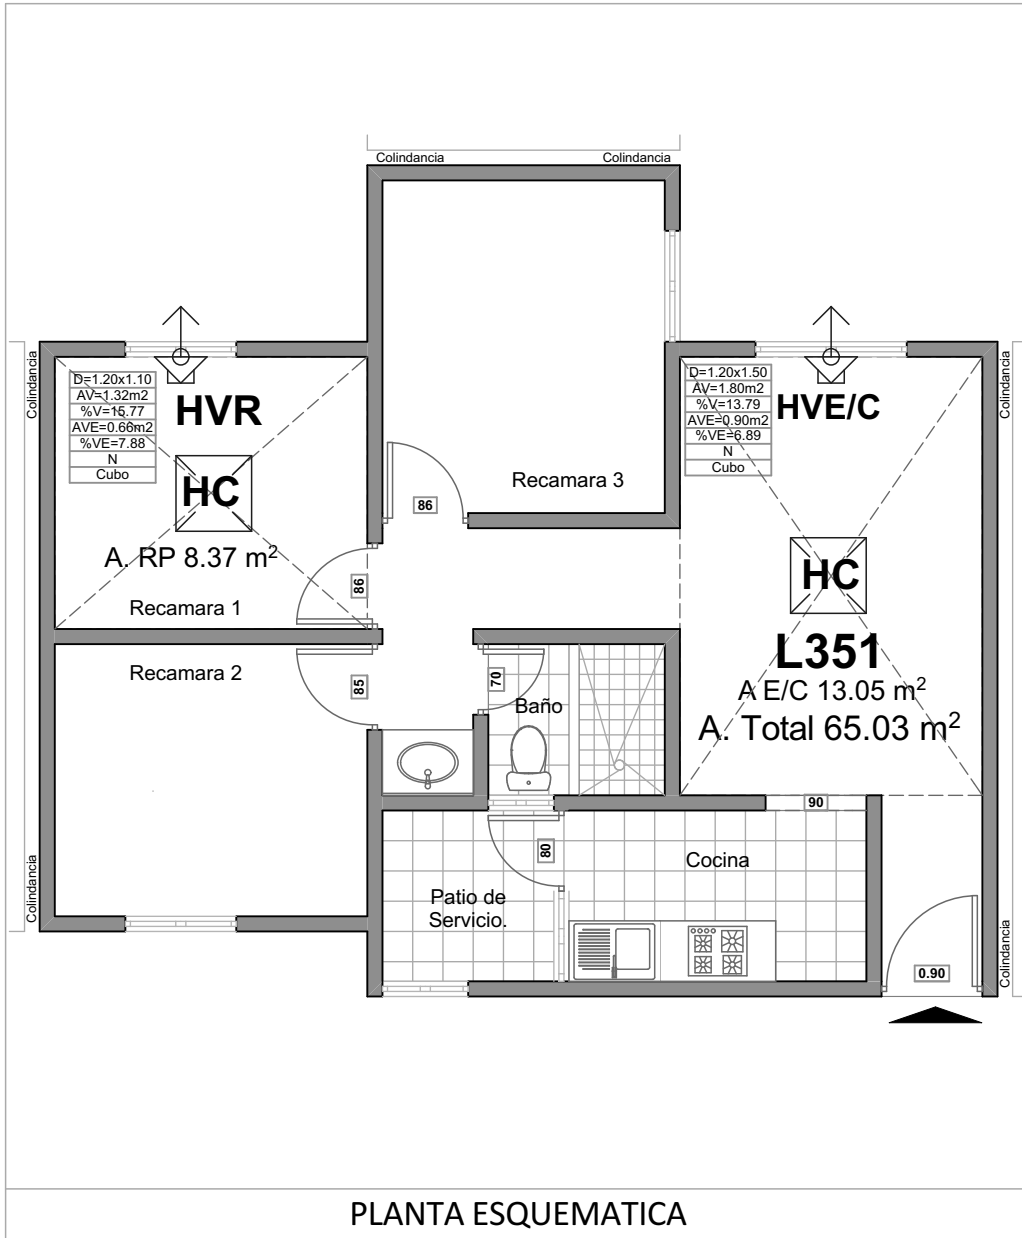 Colindancia
Colindancia
Colindancia
Colindancia
D=1.20x1.10
AV=1.32m2
%V=15.77
AVE=0.66m2
%VE=7.88
N
Cubo
HVR
HC
A. RP 8.37 m²
Recamara 1
Recamara 3
86
86
D=1.20x1.50
AV=1.80m2
%V=13.79
AVE=0.90m2
%VE=6.89
N
Cubo
HVE/C
HC
L351
A E/C 13.05 m²
A. Total 65.03 m²
Recamara 2
85
70
Baño
90
80
Cocina
Patio de
Servicio.
0.90
Colindancia
Colindancia
PLANTA ESQUEMATICA